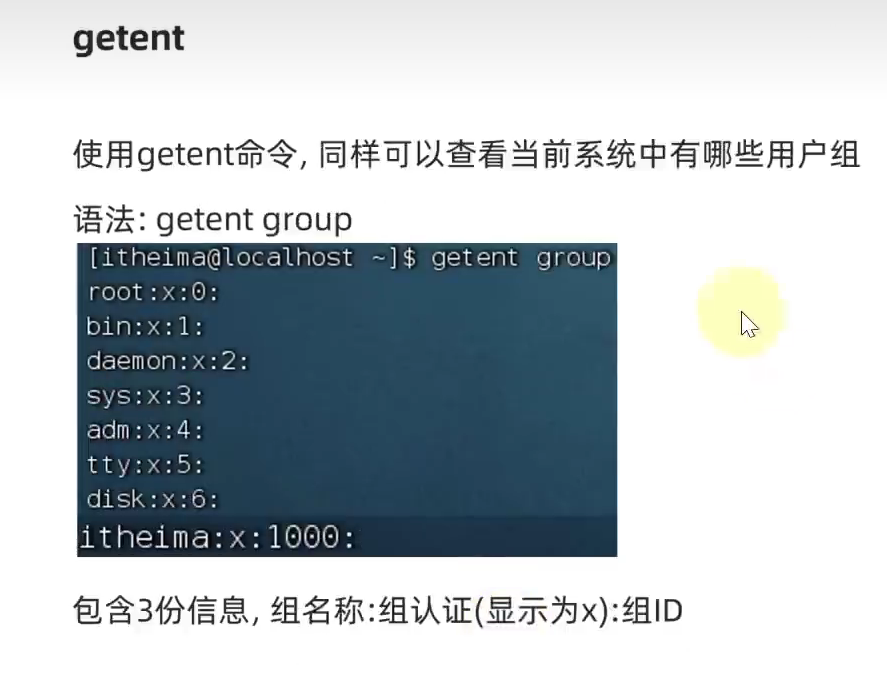 getent
使用getent命令, 同样可以查看当前系统中有哪些用户组
语法: getent group
[itheima@localhost ~]$ getent group
root:x:0:
bin:x:1:
daemon:x:2:
sys:x:3:
adm:x:4:
tty:x:5:
disk:x:6:
itheima:x:1000:
包含3份信息, 组名称:组认证(显示为x):组ID